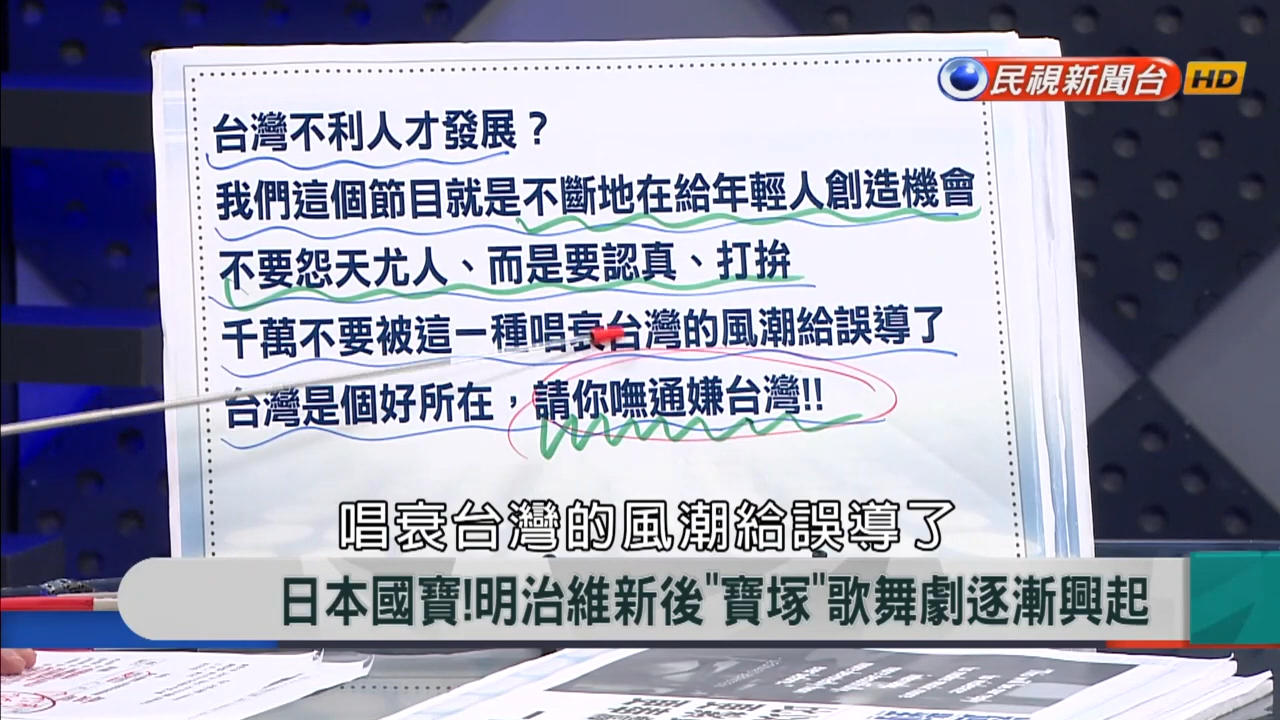 民視新聞台 HD
台灣不利人才發展？
我們這個節目就是不斷地在給年輕人創造機會
不要怨天尤人、而是要認真、打拚
千萬不要被這一種唱衰台灣的風潮給誤導了
台灣是個好所在，請你嘸通嫌台灣!!
唱衰台灣的風潮給誤導了
日本國寶!明治維新後"寶塚"歌舞劇逐漸興起